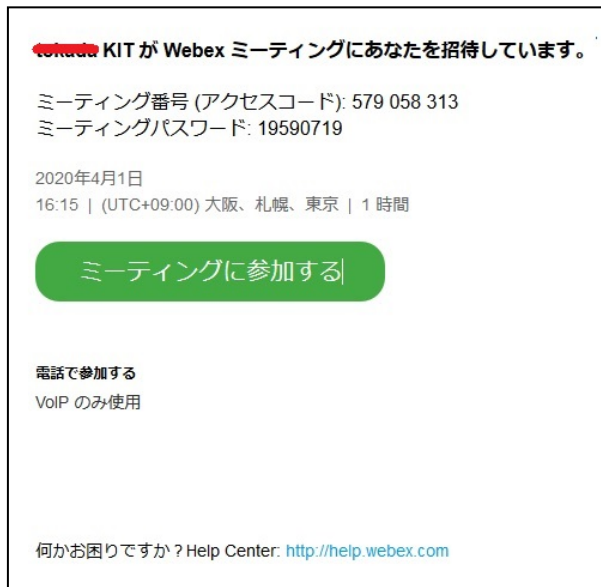 KIT が Webex ミーティングにあなたを招待しています。
ミーティング番号 (アクセスコード): 579 058 313
ミーティングパスワード: 19590719
2020年4月1日
16:15 | (UTC+09:00) 大阪、札幌、東京 | 1 時間
ミーティングに参加する
電話で参加する
VoIP のみ使用
何かお困りですか ? Help Center: http://help.webex.com